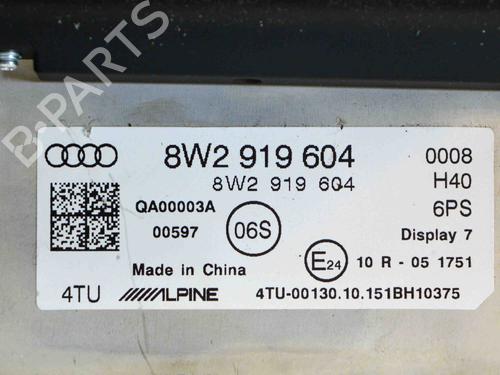 B-PARTS
8W2 919 604
8W2 919 604
0008
H40
6PS
QA00003A
00597
06S
Display 7
Made in China
E24
10 R - 05 1751
4TU
ALPINE
4TU-00130.10.151BH10375